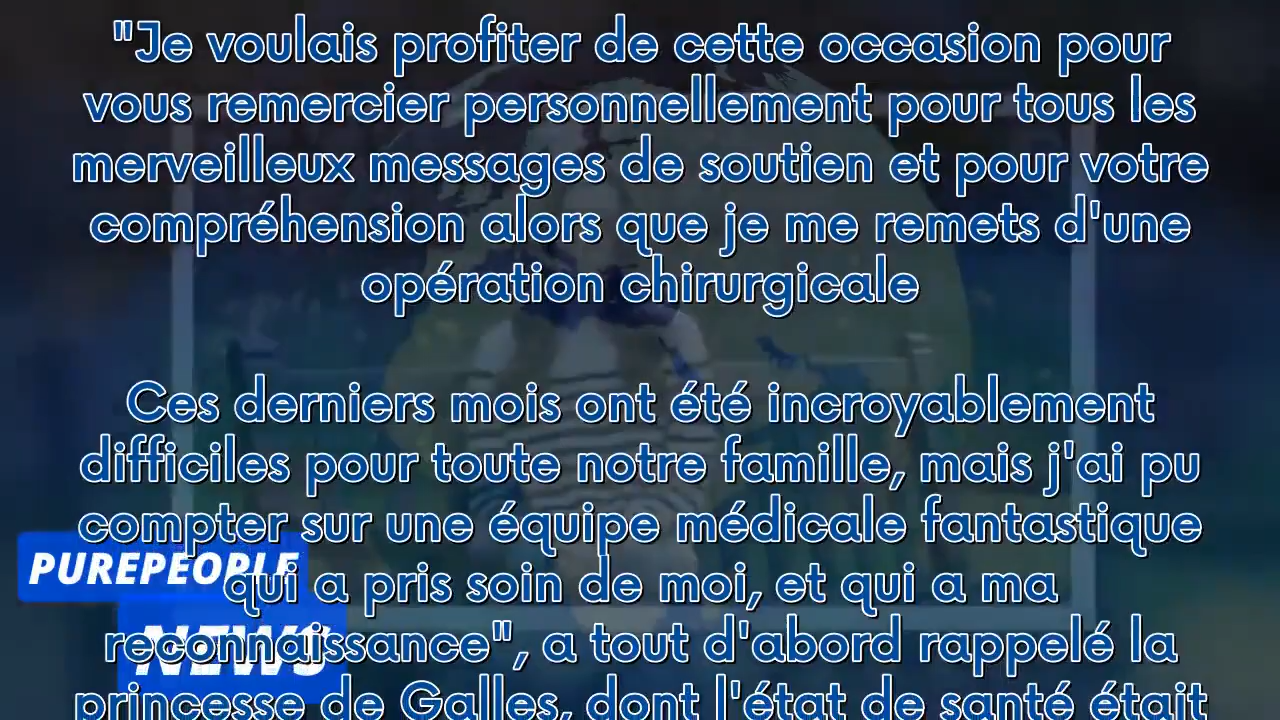 "Je voulais profiter de cette occasion pour
vous remercier personnellement pour tous les
merveilleux messages de soutien et pour votre
compréhension alors que je me remets d'une
opération chirurgicale
Ces derniers mois ont été incroyablement
difficiles pour toute notre famille, mais j'ai pu
compter sur une équipe médicale fantastique
PUREPEOPLE
qui a pris soin de moi, et qui a ma
reconnaissance", a tout d'abord rappelé la
NEWS
princesse de Galles, dont l'état de santé était